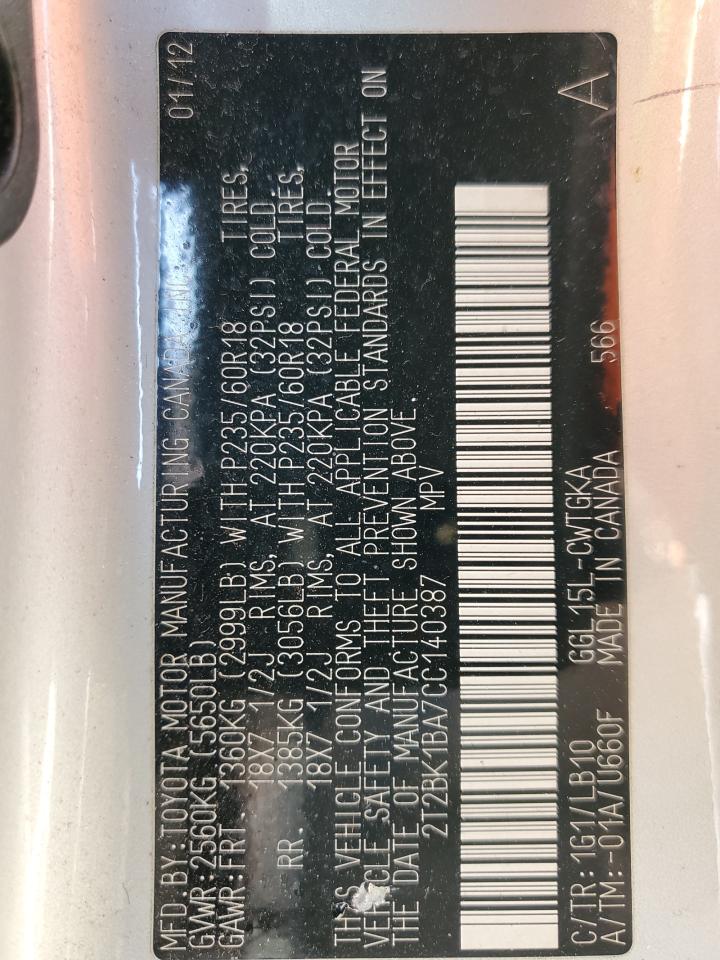 MFD. BY: TOYOTA MOTOR MANUFACTURING CANADA INC. 01/12
GVWR: 2560KG (5650LB)
GAWR: FRT. 1360KG (2999LB) WITH P235/60R18 TIRES,
18X7 1/2J RIMS, AT 220KPA (32PSI) COLD.
RR. 1385KG (3056LB) WITH P235/60R18 TIRES,
18X7 1/2J RIMS, AT 220KPA (32PSI) COLD.
THIS VEHICLE CONFORMS TO ALL APPLICABLE FEDERAL MOTOR
VEHICLE SAFETY AND THEFT PREVENTION STANDARDS IN EFFECT ON
THE DATE OF MANUFACTURE SHOWN ABOVE.
2T2BK1BA7CC140387 MPV
C/TR: 1G1/LB10 GGL15L-CWTGKA A
A/TM: -01A/U660F MADE IN CANADA 566